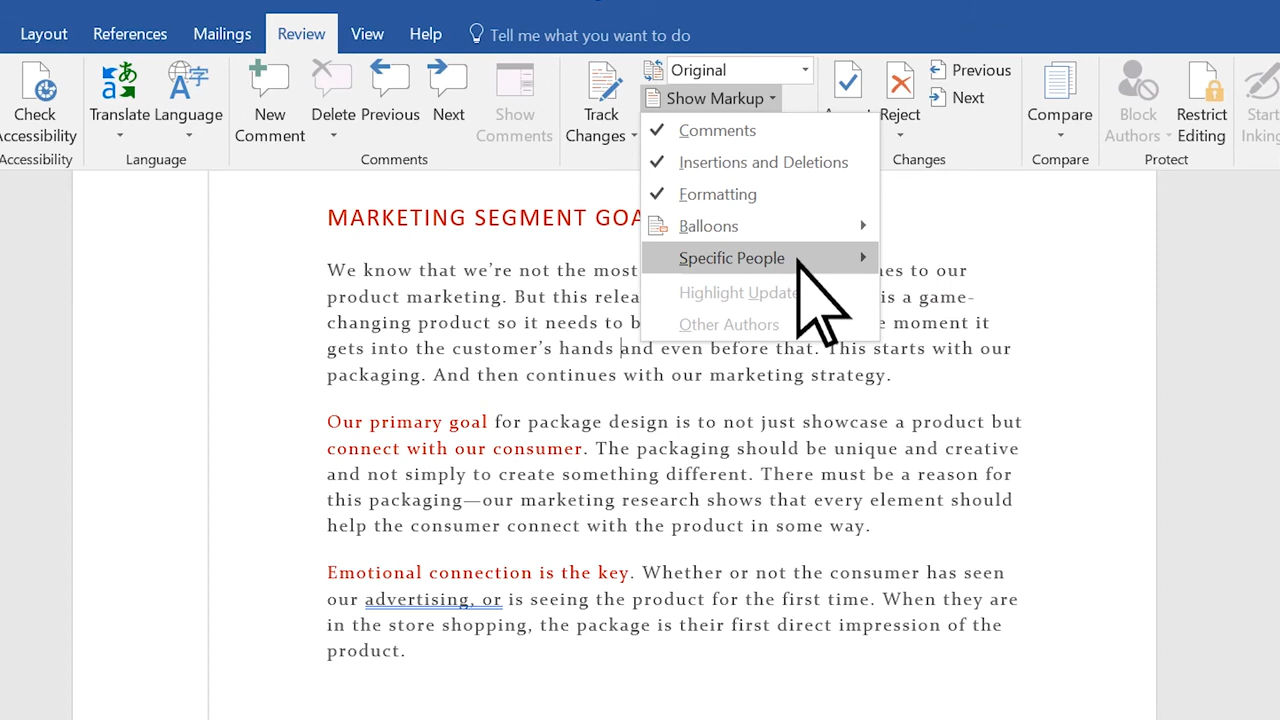 Layout References Mailings Review View Help Tell me what you want to do
Original
Show Markup
Check
Accessibility
Translate Language
New
Comment
Delete Previous Next
Show
Comments
Track
Changes
Reject
Previous
Next
Compare
Block
Authors
Restrict
Editing
Start
Inking
Accessibility Language Comments Changes Compare Protect
Comments
Insertions and Deletions
Formatting
Balloons
Specific People
Highlight
Other Authors
MARKETING SEGMENT
We know that we're not the most to our
product marketing. But this is a game-
changing product so it needs to moment it
gets into the customer's hands and even before that. This starts with our
packaging. And then continues with our marketing strategy.
Our primary goal for package design is to not just showcase a product but
connect with our consumer. The packaging should be unique and creative
and not simply to create something different. There must be a reason for
this packaging—our marketing research shows that every element should
help the consumer connect with the product in some way.
Emotional connection is the key. Whether or not the consumer has seen
our advertising, or is seeing the product for the first time. When they are
in the store shopping, the package is their first direct impression of the
product.